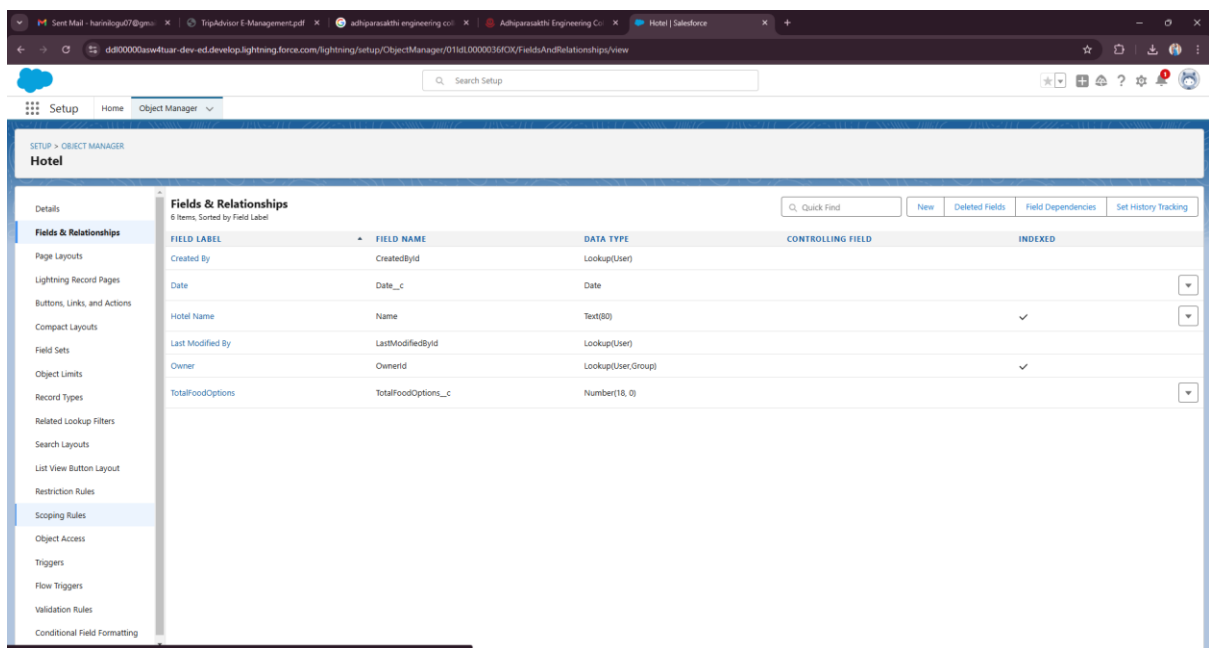 Sent Mail - harinilogu07@gmai
TripAdvisor E-Management.pdf
adhiparasakthi engineering coll
Adhiparasakthi Engineering Co
Hotel | Salesforce
ddl00000asw4tuar-dev-ed.develop.lightning.force.com/lightning/setup/ObjectManager/01IdL0000036fOX/FieldsAndRelationships/view
Search Setup
Setup Home Object Manager
SETUP > OBJECT MANAGER
Hotel
Details
Fields & Relationships
Page Layouts
Lightning Record Pages
Buttons, Links, and Actions
Compact Layouts
Field Sets
Object Limits
Record Types
Related Lookup Filters
Search Layouts
List View Button Layout
Restriction Rules
Scoping Rules
Object Access
Triggers
Flow Triggers
Validation Rules
Conditional Field Formatting
Fields & Relationships
6 Items, Sorted by Field Label
Quick Find New Deleted Fields Field Dependencies Set History Tracking
FIELD LABEL FIELD NAME DATA TYPE CONTROLLING FIELD INDEXED
Created By CreatedById Lookup(User)
Date Date__c Date
Hotel Name Name Text(80)
Last Modified By LastModifiedById Lookup(User)
Owner OwnerId Lookup(User,Group)
TotalFoodOptions TotalFoodOptions__c Number(18, 0)